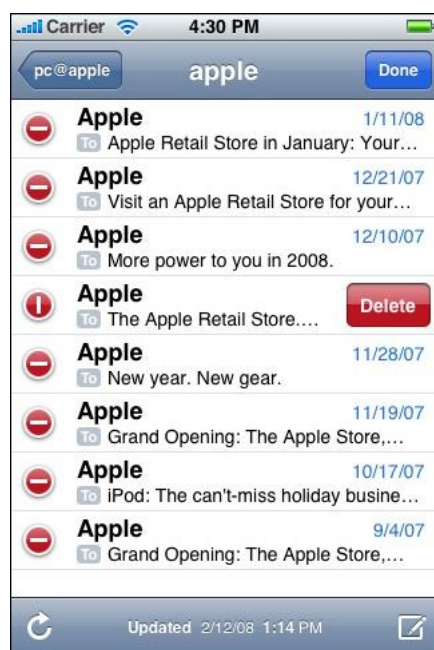 Carrier 4:30 PM
pc@apple apple Done
Apple 1/11/08
To Apple Retail Store in January: Your...
Apple 12/21/07
To Visit an Apple Retail Store for your...
Apple 12/10/07
To More power to you in 2008.
Apple
To The Apple Retail Store.... Delete
Apple 11/28/07
To New year. New gear.
Apple 11/19/07
To Grand Opening: The Apple Store,...
Apple 10/17/07
To iPod: The can't-miss holiday busine...
Apple 9/4/07
To Grand Opening: The Apple Store,...
Updated 2/12/08 1:14 PM